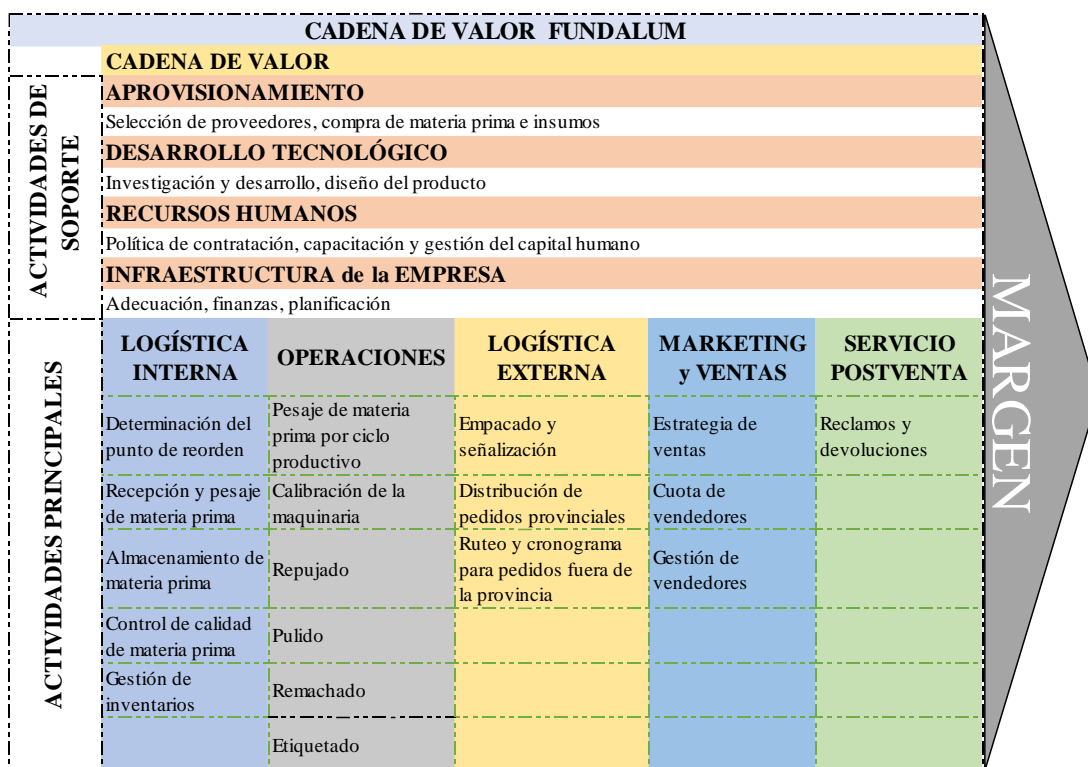 CADENA DE VALOR FUNDALUM
CADENA DE VALOR
ACTIVIDADES DE
SOPORTE
APROVISIONAMIENTO
Selección de proveedores, compra de materia prima e insumos
DESARROLLO TECNOLÓGICO
Investigación y desarrollo, diseño del producto
RECURSOS HUMANOS
Política de contratación, capacitación y gestión del capital humano
INFRAESTRUCTURA de la EMPRESA
Adecuación, finanzas, planificación
ACTIVIDADES PRINCIPALES
LOGÍSTICA
INTERNA
OPERACIONES
LOGÍSTICA
EXTERNA
MARKETING
y VENTAS
SERVICIO
POSTVENTA
Determinación del
punto de reorden
Pesaje de materia
prima por ciclo
productivo
Empacado y
señalización
Estrategia de
ventas
Reclamos y
devoluciones
Recepción y pesaje
de materia prima
Calibración de la
maquinaria
Distribución de
pedidos provinciales
Cuota de
vendedores
Almacenamiento de
materia prima
Repujado
Ruteo y cronograma
para pedidos fuera de
la provincia
Gestión de
vendedores
Control de calidad
de materia prima
Pulido
Gestión de
inventarios
Remachado
Etiquetado
MARGEN